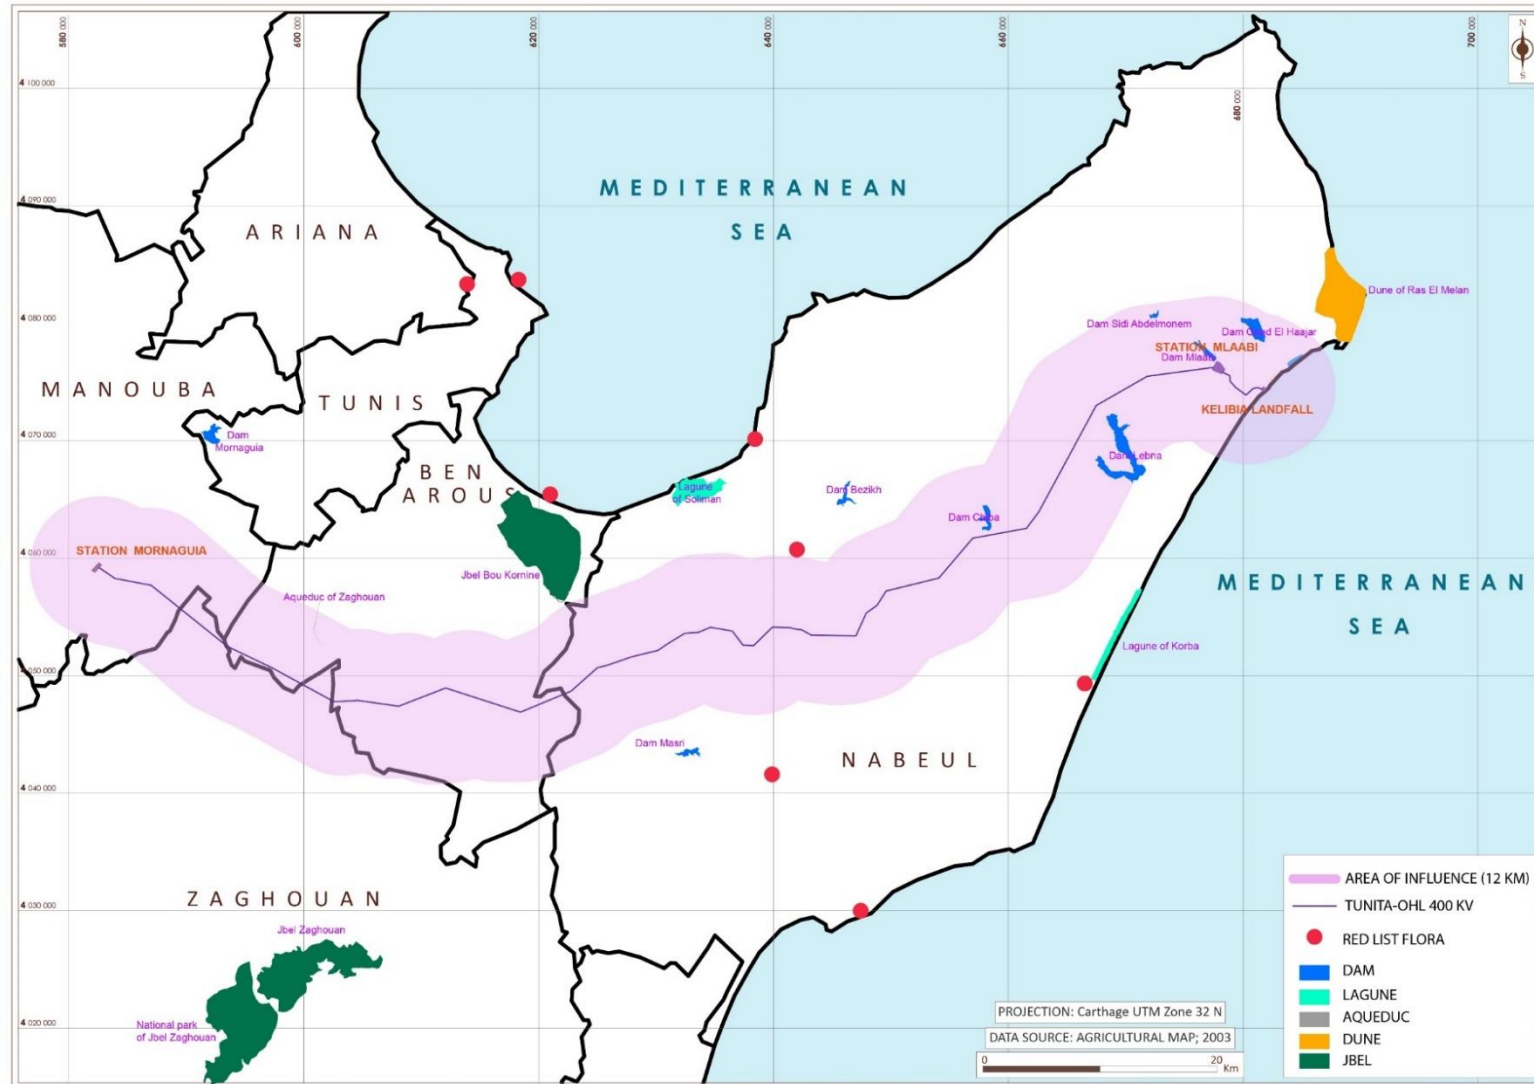 580 000
600 000
620 000
640 000
660 000
680 000
700 000
N
S
4 100 000
4 090 000
4 080 000
4 070 000
4 060 000
4 050 000
4 040 000
4 030 000
4 020 000
MEDITERRANEAN
SEA
ARIANA
MANOUBA
TUNIS
BEN
AROUS
Dam
Mornaguia
STATION MORNAGUIA
Aqueduc of Zaghouan
Jbel Bou Kornine
Lagune
of Soliman
Dam Bezikh
Dam Chiba
Dam Lebna
Dam Sidi Abdelmonem
Dam Oued El Haajar
STATION MLAABI
Dam Mlaabi
KELIBIA LANDFALL
Dune of Ras El Melan
MEDITERRANEAN
SEA
Lagune of Korba
Dam Masri
NABEUL
ZAGHOUAN
Jbel Zaghouan
National park
of Jbel Zaghouan
AREA OF INFLUENCE (12 KM)
TUNITA-OHL 400 KV
RED LIST FLORA
DAM
LAGUNE
AQUEDUC
DUNE
JBEL
PROJECTION: Carthage UTM Zone 32 N
DATA SOURCE: AGRICULTURAL MAP; 2003
0 20
Km